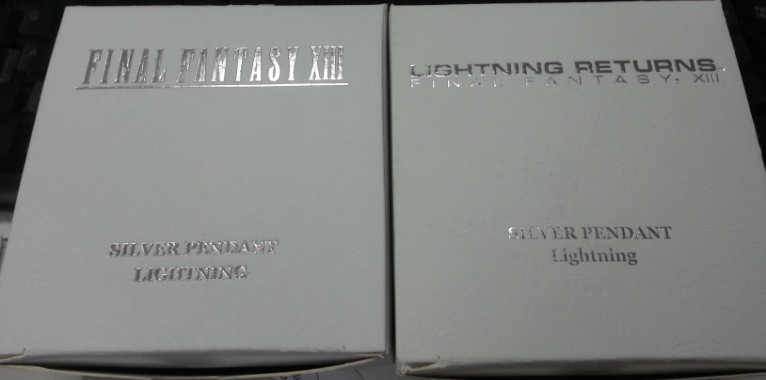 FINAL FANTASY XIII
SILVER PENDANT
LIGHTNING
LIGHTNING RETURNS
FINAL FANTASY XIII
SILVER PENDANT
Lightning